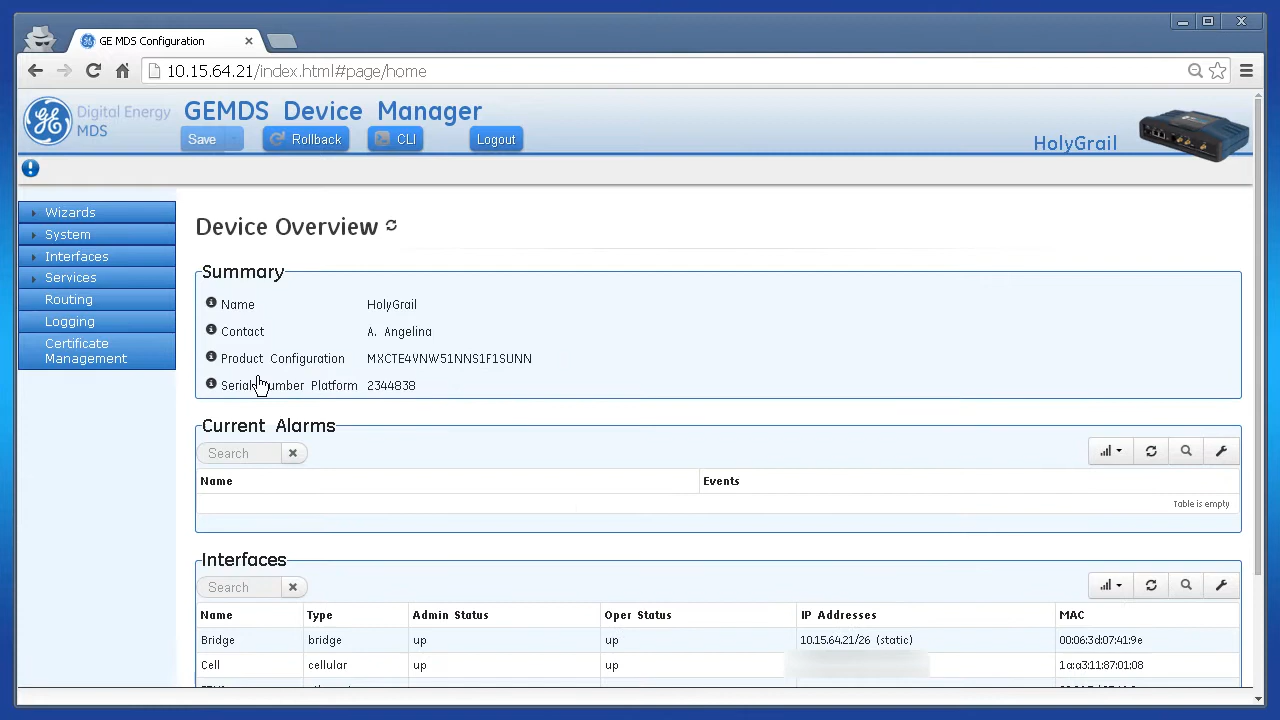 GE MDS Configuration
10.15.64.21/index.html#page/home
Digital Energy
MDS
GEMDS Device Manager
Save
Rollback
CLI
Logout
HolyGrail
Wizards
System
Interfaces
Services
Routing
Logging
Certificate
Management
Device Overview
Summary
Name HolyGrail
Contact A. Angelina
Product Configuration MXCTE4VNW51NNS1F1SUNN
Serial Number Platform 2344838
Current Alarms
Search
Name Events
Table is empty
Interfaces
Search
Name Type Admin Status Oper Status IP Addresses MAC
Bridge bridge up up 10.15.64.21/26 (static) 00:06:3d:07:41:9e
Cell cellular up up 1a:a3:11:87:01:08